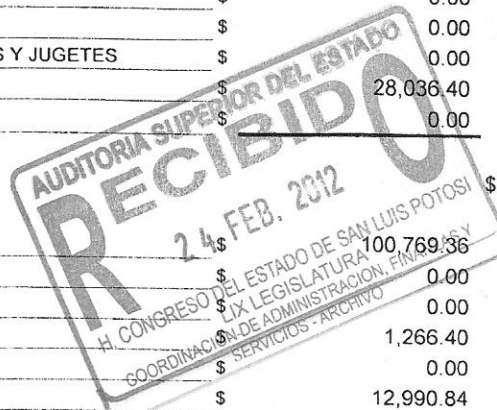 $ 0.00
$ 0.00
S Y JUGETES $ 0.00
$ 28,036.40
$ 0.00
$
$ 100,769.36
$ 0.00
$ 0.00
$ 1,266.40
$ 0.00
$ 12,990.84
AUDITORIA SUPERIOR DEL ESTADO
RECIBIDO
24 FEB. 2012
H. CONGRESO DEL ESTADO DE SAN LUIS POTOSI
LIX LEGISLATURA
COORDINACION DE ADMINISTRACION, FINANZAS Y
SERVICIOS - ARCHIVO